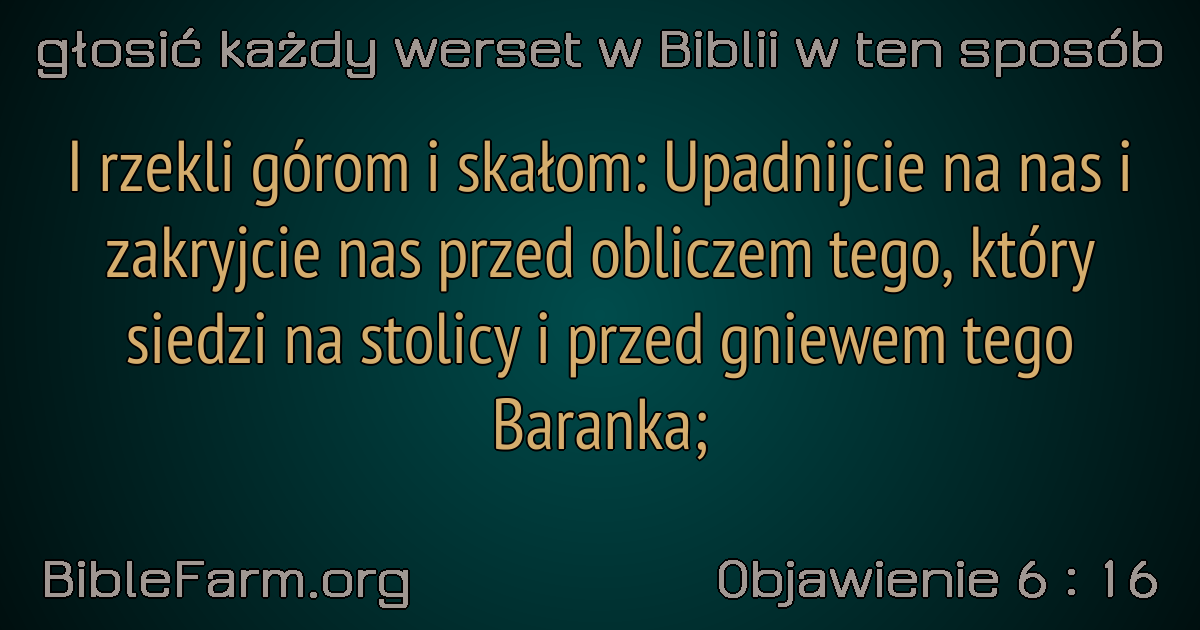 głosić każdy werset w Biblii w ten sposób
I rzekli górom i skałom: Upadnijcie na nas i
zakryjcie nas przed obliczem tego, który
siedzi na stolicy i przed gniewem tego
Baranka;
BibleFarm.org
Objawienie 6 : 16